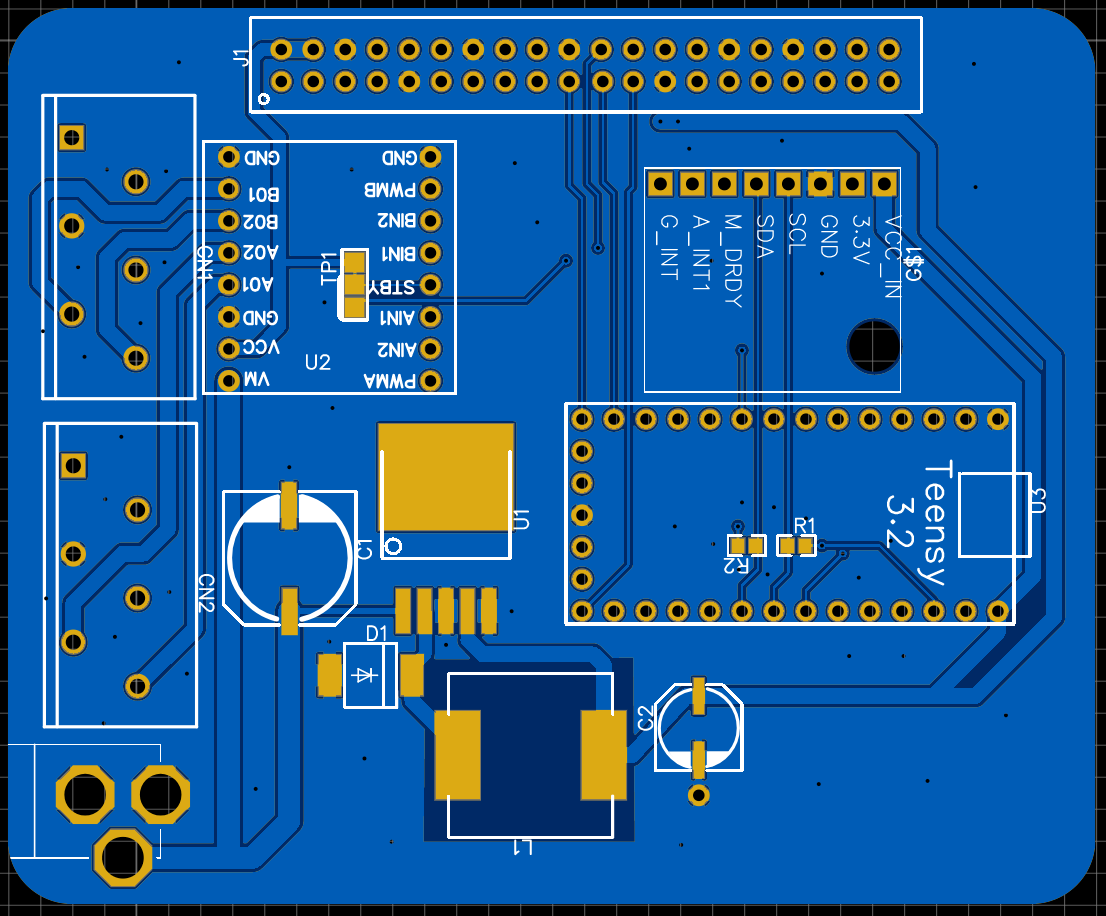 J1
GND
B01
B02
A02
A01
GND
VCC
VM
GND
PWMB
BIN2
BIN1
STBY
AIN1
AIN2
PWMA
U2
TP1
CN1
G_INT
A_INT1
M_DRDY
SDA
SCL
GND
3.3V
VCC_IN
U1
C1
CN2
D1
L1
C2
R1
R2
Teensy
3.2
U3